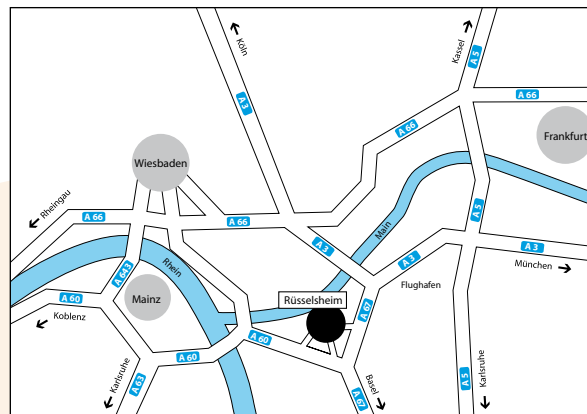 Köln
Kassel
A 5
A 3
A 66
A 66
Frankfurt
Wiesbaden
Rheingau
A 66
A 66
Main
A 5
A 3
A 3
A 3
München
Rhein
A 643
Flughafen
Mainz
Rüsselsheim
A 60
Koblenz
A 67
A 60
A 60
Karlsruhe
A 63
Basel
A 67
A 5
Karlsruhe